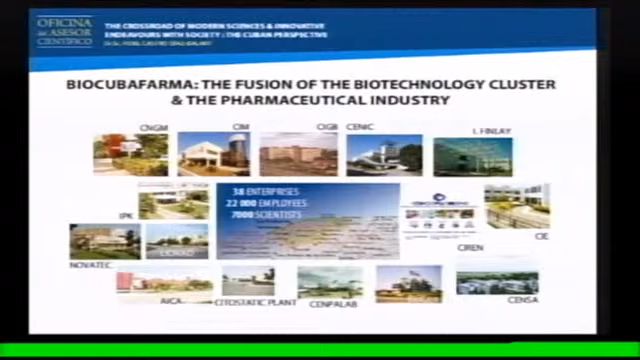 OFICINA
del ASESOR
CIENTÍFICO
THE CROSSROAD OF MODERN SCIENCES & INNOVATIVE
ENDEAVOURS WITH SOCIETY : THE CUBAN PERSPECTIVE
BIOCUBAFARMA: THE FUSION OF THE BIOTECHNOLOGY CLUSTER
& THE PHARMACEUTICAL INDUSTRY
CNGM
CIM
CIGB
CENIC
I. FINLAY
38 ENTERPRISES
22 000 EMPLOYEES
7000 SCIENTISTS
IPK
CIE
CIREN
NOVATEC
AICA
CITOSTATIC PLANT
CENPALAB
CENSA